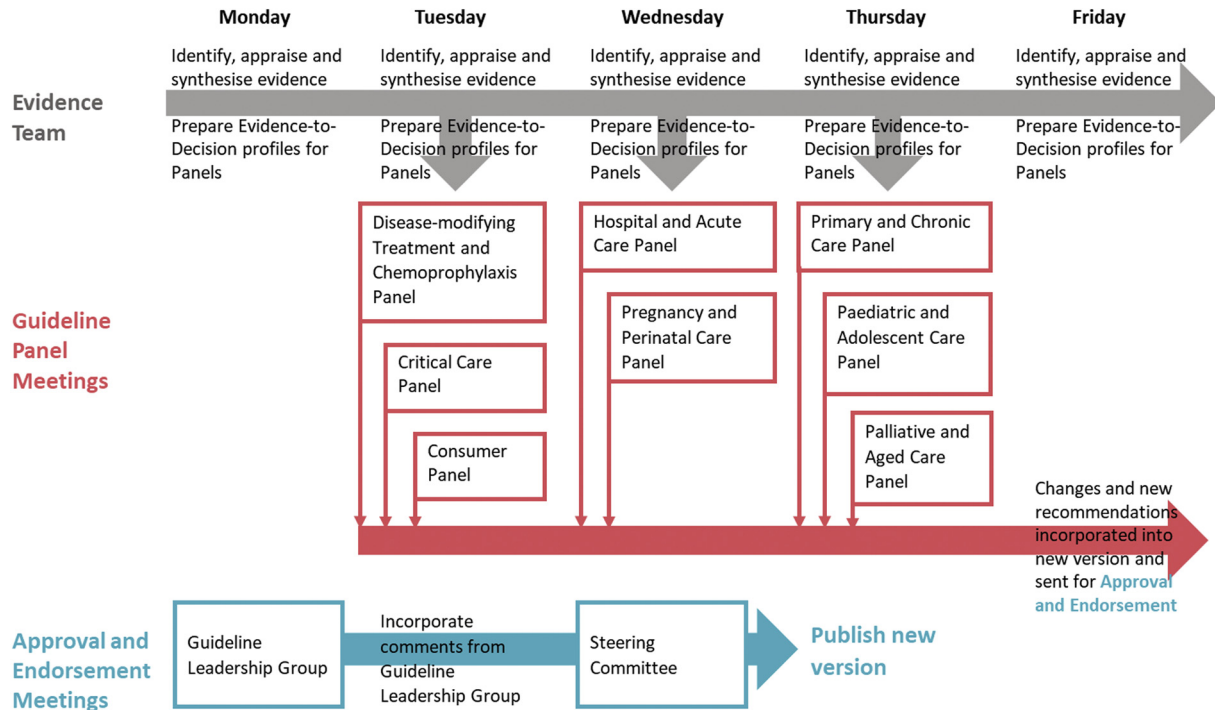 Monday
Tuesday
Wednesday
Thursday
Friday
Evidence
Team
Identify, appraise and
synthesise evidence
Prepare Evidence-to-
Decision profiles for
Panels
Identify, appraise and
synthesise evidence
Prepare Evidence-to-
Decision profiles for
Panels
Identify, appraise and
synthesise evidence
Prepare Evidence-to-
Decision profiles for
Panels
Identify, appraise and
synthesise evidence
Prepare Evidence-to-
Decision profiles for
Panels
Identify, appraise and
synthesise evidence
Prepare Evidence-to-
Decision profiles for
Panels
Guideline
Panel
Meetings
Disease-modifying
Treatment and
Chemoprophylaxis
Panel
Critical Care
Panel
Consumer
Panel
Hospital and Acute
Care Panel
Pregnancy and
Perinatal Care
Panel
Primary and Chronic
Care Panel
Paediatric and
Adolescent Care
Panel
Palliative and
Aged Care
Panel
Changes and new
recommendations
incorporated into
new version and
sent for Approval
and Endorsement
Approval and
Endorsement
Meetings
Guideline
Leadership Group
Incorporate
comments from
Guideline
Leadership Group
Steering
Committee
Publish new
version